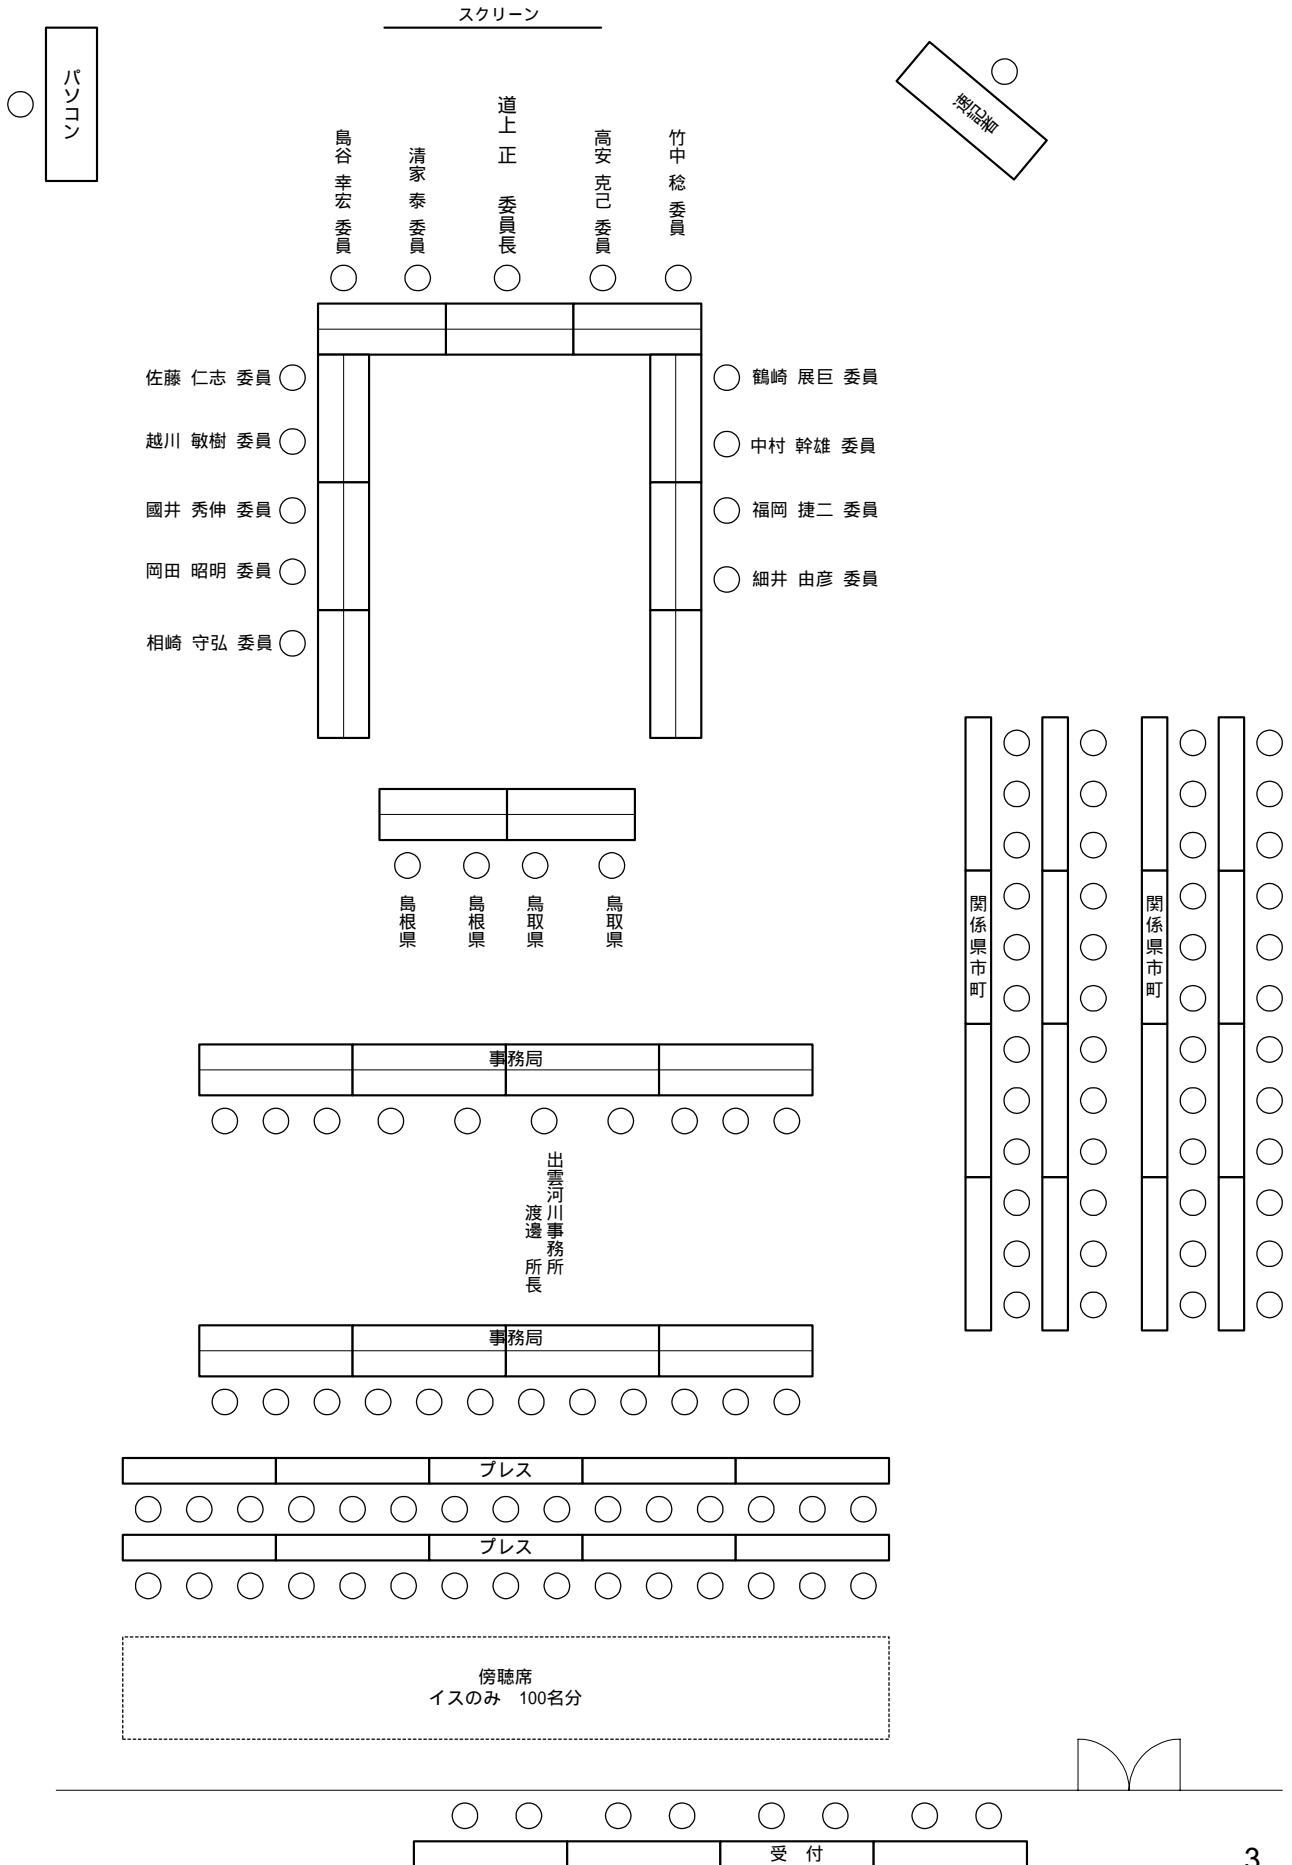 スクリーン
パソコン
速記者
島谷 幸宏 委員
清家 泰 委員
道上 正 委員長
高安 克己 委員
竹中 稔 委員
佐藤 仁志 委員
越川 敏樹 委員
國井 秀伸 委員
岡田 昭明 委員
相崎 守弘 委員
鶴崎 展巨 委員
中村 幹雄 委員
福岡 捷二 委員
細井 由彦 委員
島根県
島根県
鳥取県
鳥取県
関係県市町
関係県市町
事務局
出雲河川事務所
渡邊 所長
事務局
プレス
プレス
傍聴席
イスのみ 100名分
受 付
3